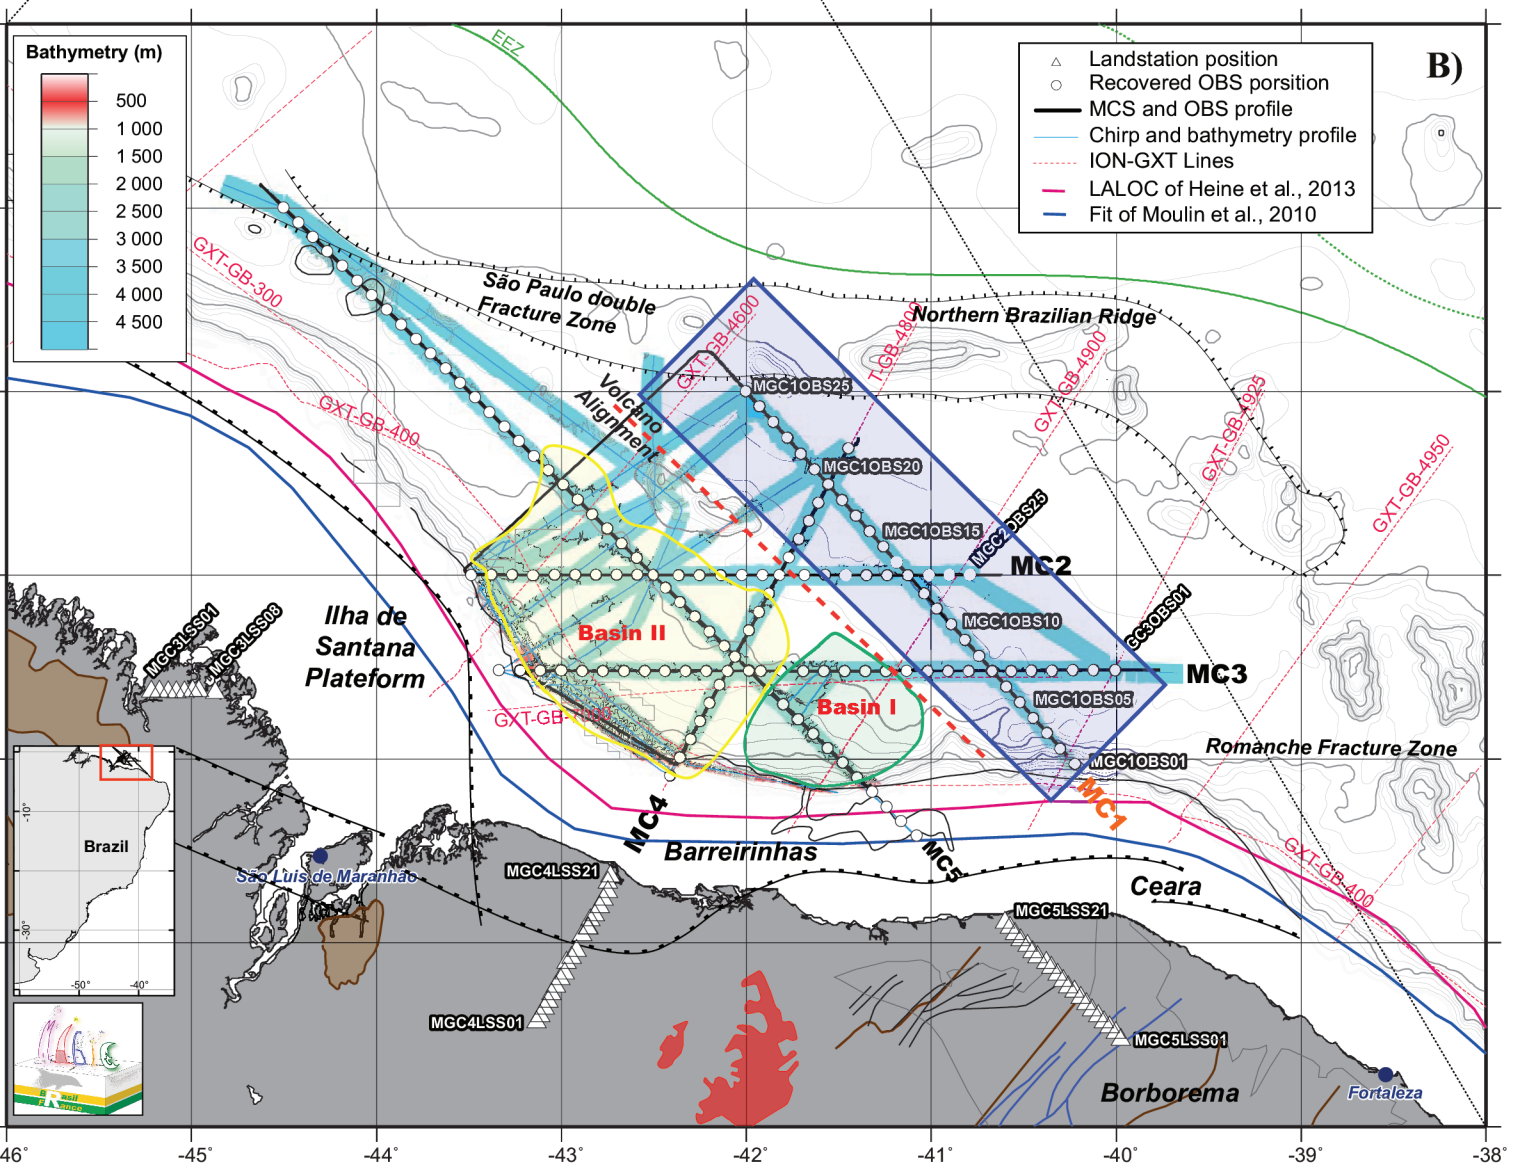 B)
Bathymetry (m)
500
1 000
1 500
2 000
2 500
3 000
3 500
4 000
4 500
EEZ
Landstation position
Recovered OBS porsition
MCS and OBS profile
Chirp and bathymetry profile
ION-GXT Lines
LALOC of Heine et al., 2013
Fit of Moulin et al., 2010
GXT-GB-300
São Paulo double
Fracture Zone
GXT-GB-4600
T-GB-4800
Northern Brazilian Ridge
GXT-GB-4900
GXT-GB-4925
GXT-GB-4950
GXT-GB-400
Volcano
Alignment
MGC1OBS25
MGC1OBS20
MGC1OBS15
MGC2OBS25
MC2
MGC1OBS10
GC3OBS01
MC3
MGC1OBS05
MGC1OBS01
MC1
Romanche Fracture Zone
MGC3LSS01
MGC3LSS08
Ilha de
Santana
Plateform
Basin II
Basin I
MC4
MC5
Barreirinhas
Ceara
GXT-GB-400
Brazil
-10°
-30°
-50°
-40°
São Luis de Maranhão
MGC4LSS21
MGC4LSS01
MGC5LSS21
MGC5LSS01
Borborema
Fortaleza
Brasil
France
-46
-45°
-44°
-43°
-42°
-41°
-40°
-39°
-38°